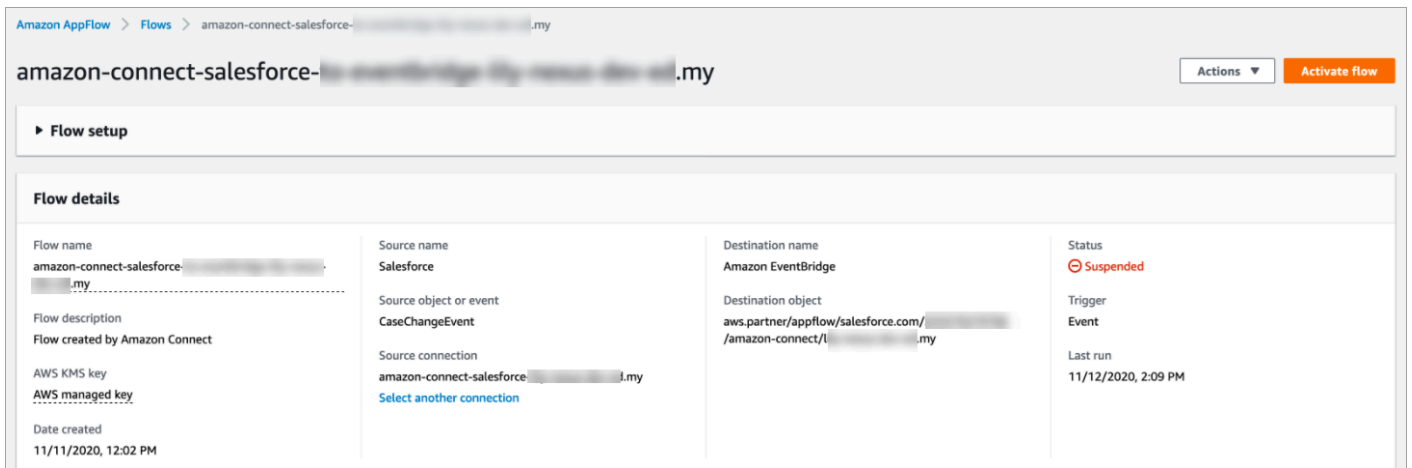 Amazon AppFlow > Flows > amazon-connect-salesforce- .my
amazon-connect-salesforce- .my
Actions ▼ Activate flow
▶ Flow setup
Flow details
Flow name
amazon-connect-salesforce- -
.my
Flow description
Flow created by Amazon Connect
AWS KMS key
AWS managed key
Date created
11/11/2020, 12:02 PM
Source name
Salesforce
Source object or event
CaseChangeEvent
Source connection
amazon-connect-salesforce- .my
Select another connection
Destination name
Amazon EventBridge
Destination object
aws.partner/appflow/salesforce.com/
/amazon-connect/l .my
Status
Suspended
Trigger
Event
Last run
11/12/2020, 2:09 PM